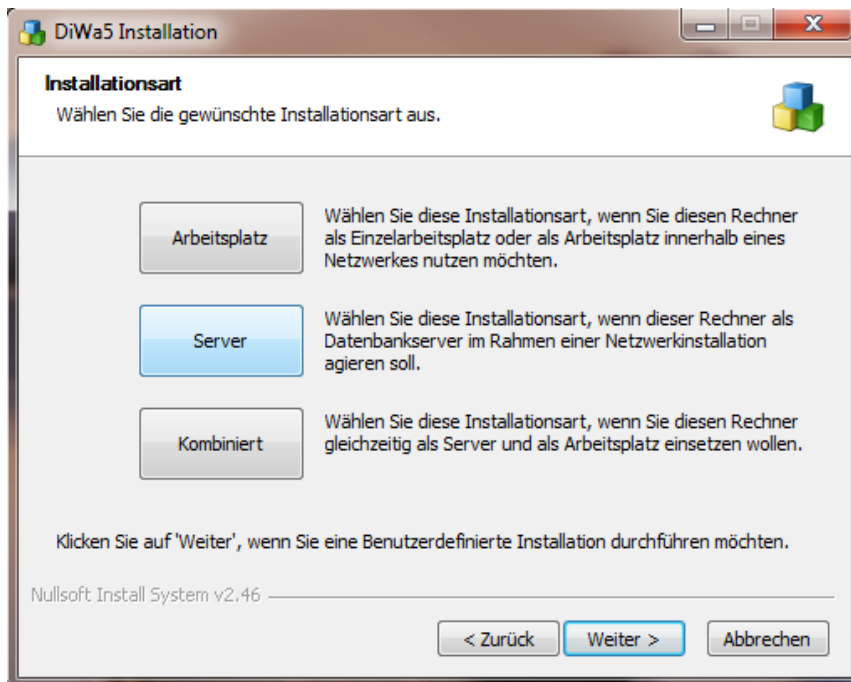 DiWa5 Installation
Installationsart
Wählen Sie die gewünschte Installationsart aus.
Arbeitsplatz
Wählen Sie diese Installationsart, wenn Sie diesen Rechner
als Einzelarbeitsplatz oder als Arbeitsplatz innerhalb eines
Netzwerkes nutzen möchten.
Server
Wählen Sie diese Installationsart, wenn dieser Rechner als
Datenbankserver im Rahmen einer Netzwerkinstallation
agieren soll.
Kombiniert
Wählen Sie diese Installationsart, wenn Sie diesen Rechner
gleichzeitig als Server und als Arbeitsplatz einsetzen wollen.
Klicken Sie auf 'Weiter', wenn Sie eine Benutzerdefinierte Installation durchführen möchten.
Nullsoft Install System v2.46
< Zurück
Weiter >
Abbrechen